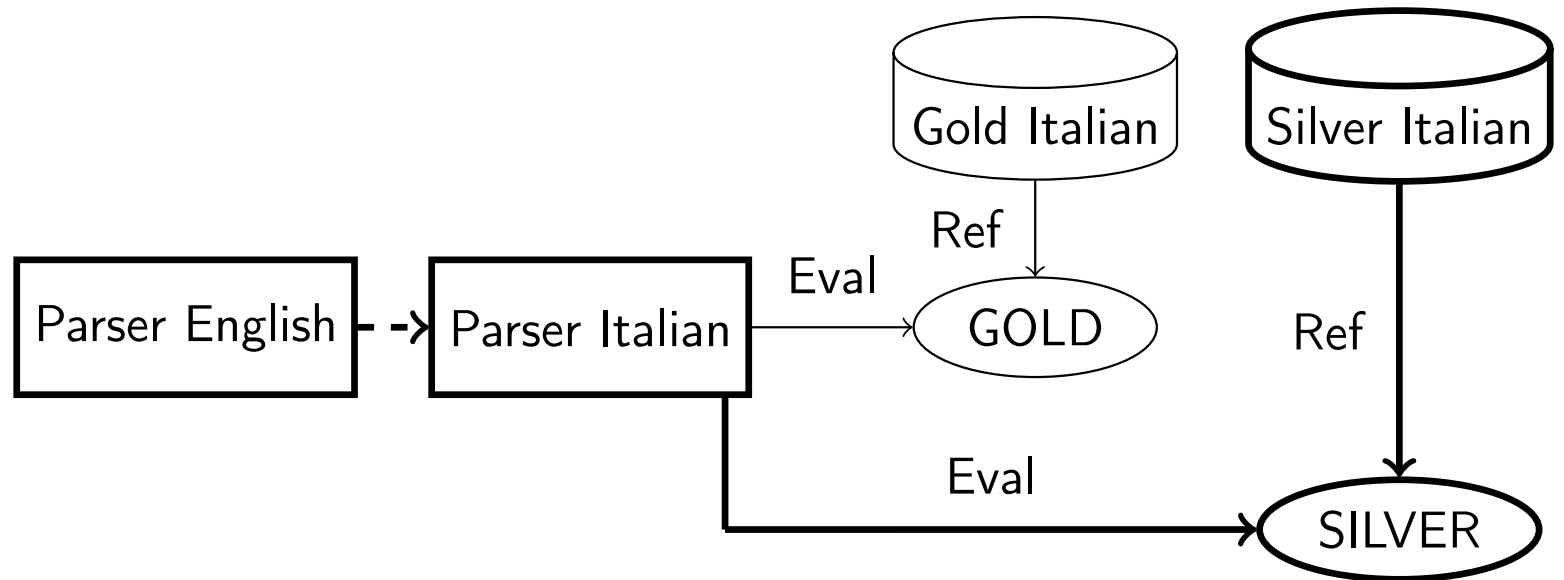 Gold Italian
Silver Italian
Ref
Eval
Parser English
Parser Italian
GOLD
Ref
Eval
SILVER